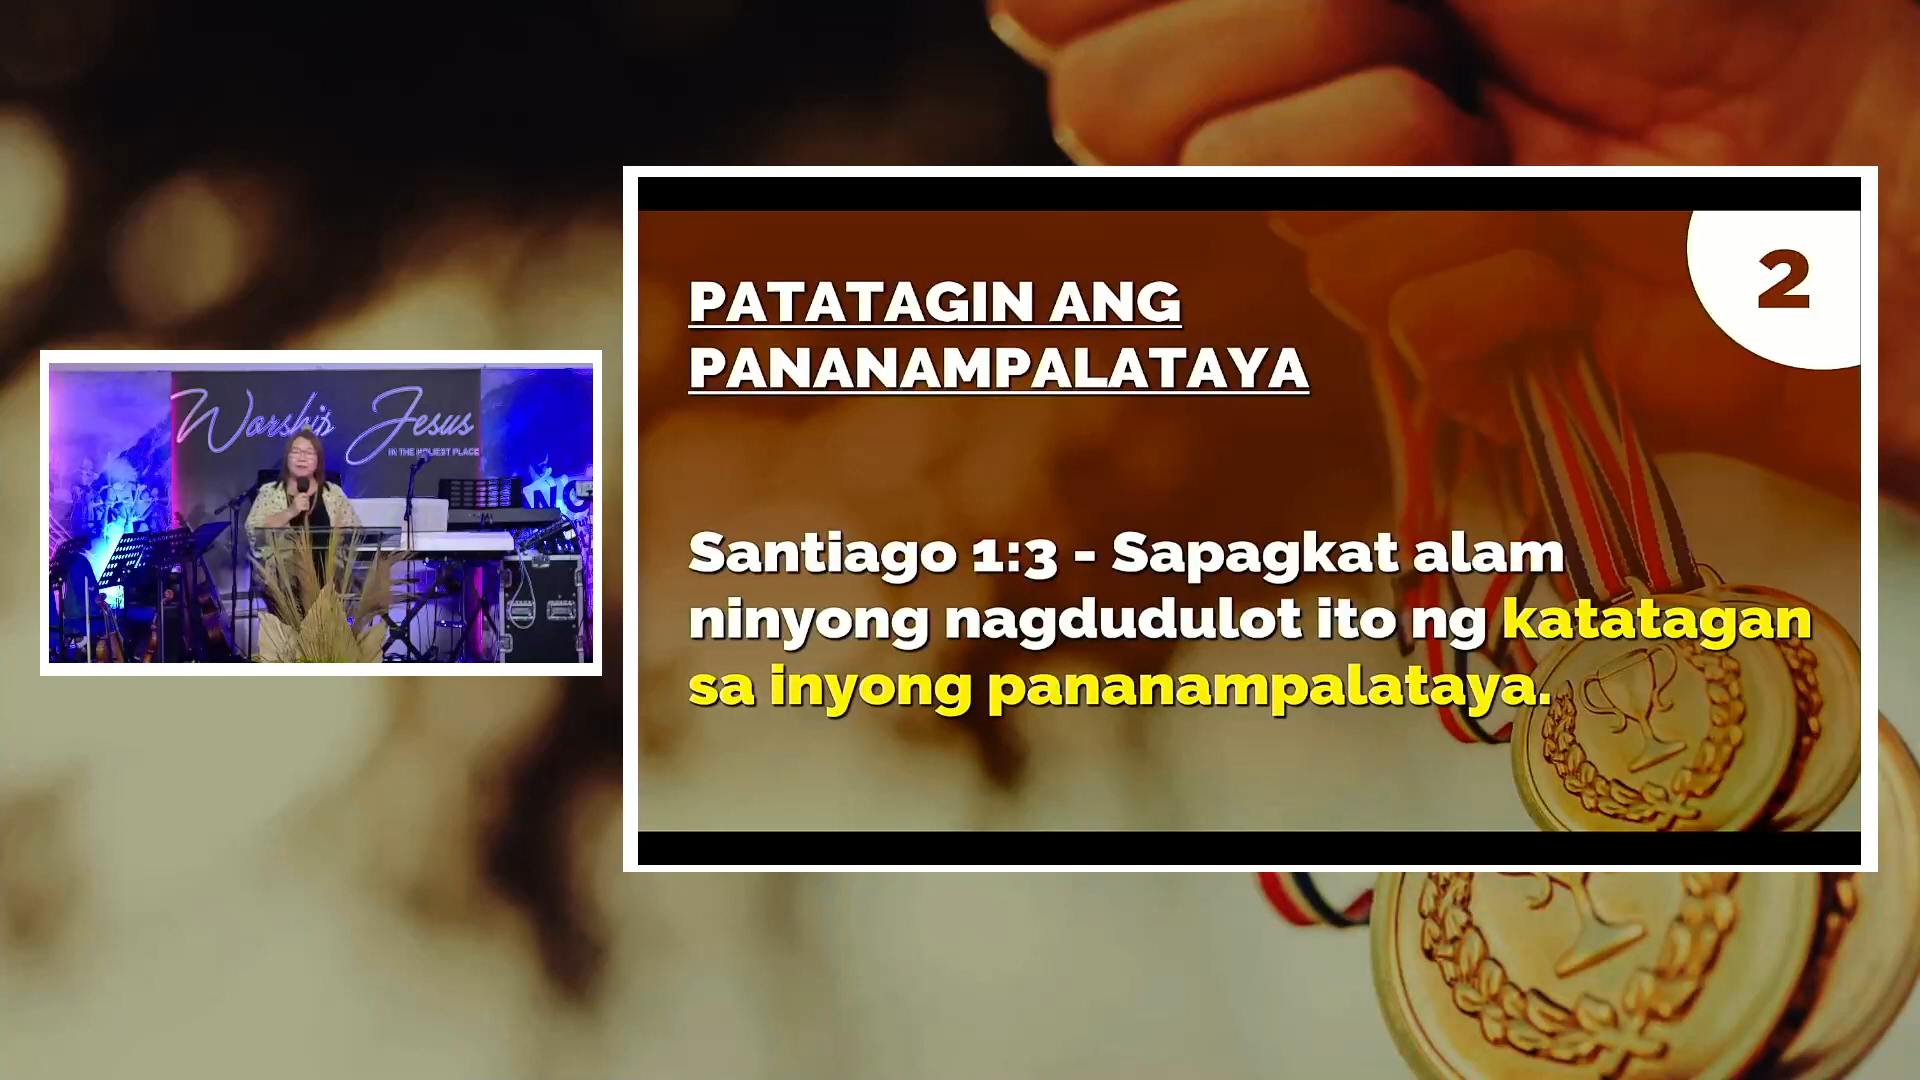 Worship Jesus
IN THE HOLIEST PLACE
NG
2
PATATAGIN ANG
PANANAMPALATAYA
Santiago 1:3 - Sapagkat alam
ninyong nagdudulot ito ng katatagan
sa inyong pananampalataya.